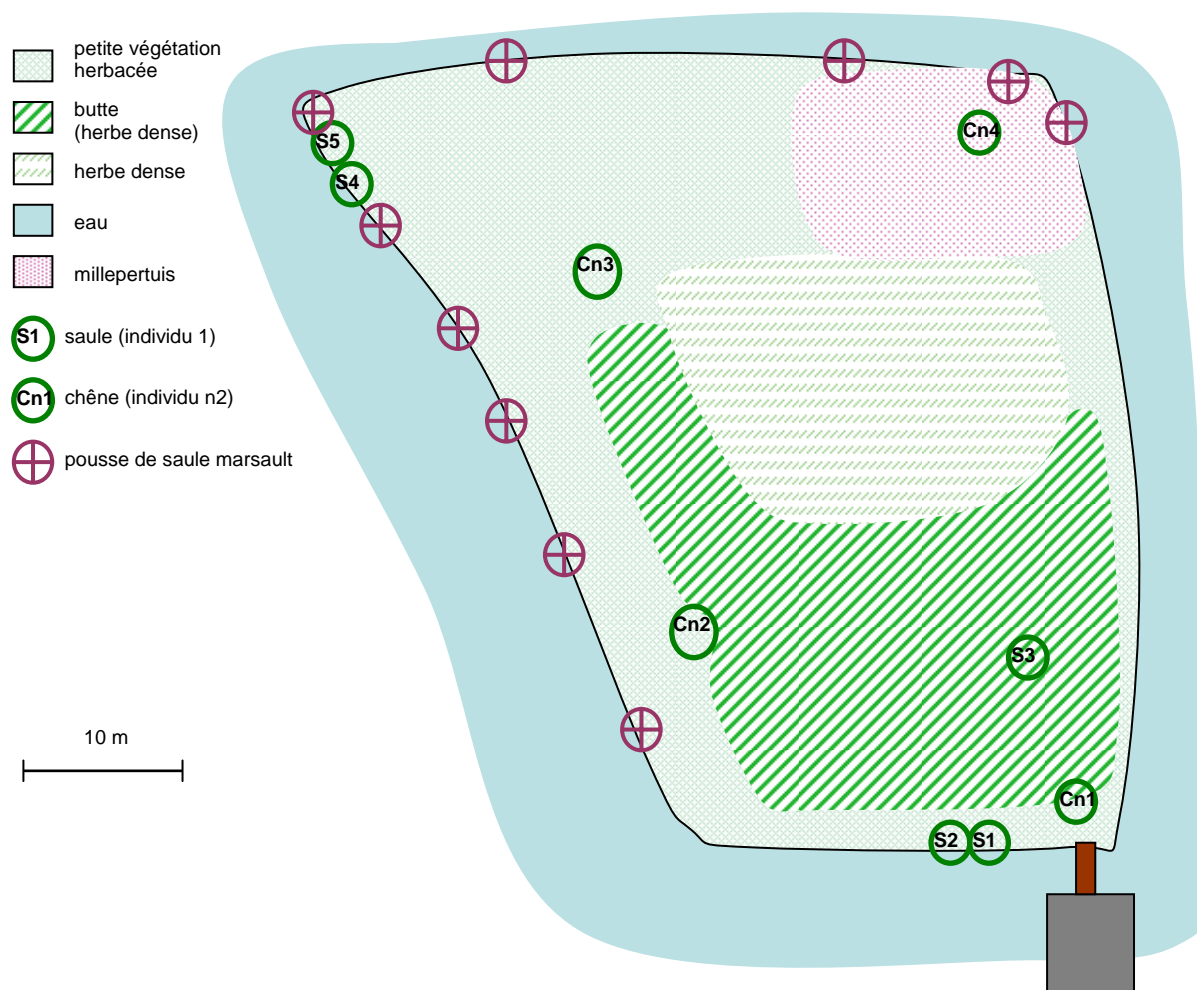 petite végétation
herbacée
butte
(herbe dense)
herbe dense
eau
millepertuis
S1 saule (individu 1)
Cn1 chêne (individu n2)
pousse de saule marsault
10 m
S5
S4
Cn4
Cn3
Cn2
S3
Cn1
S2
S1